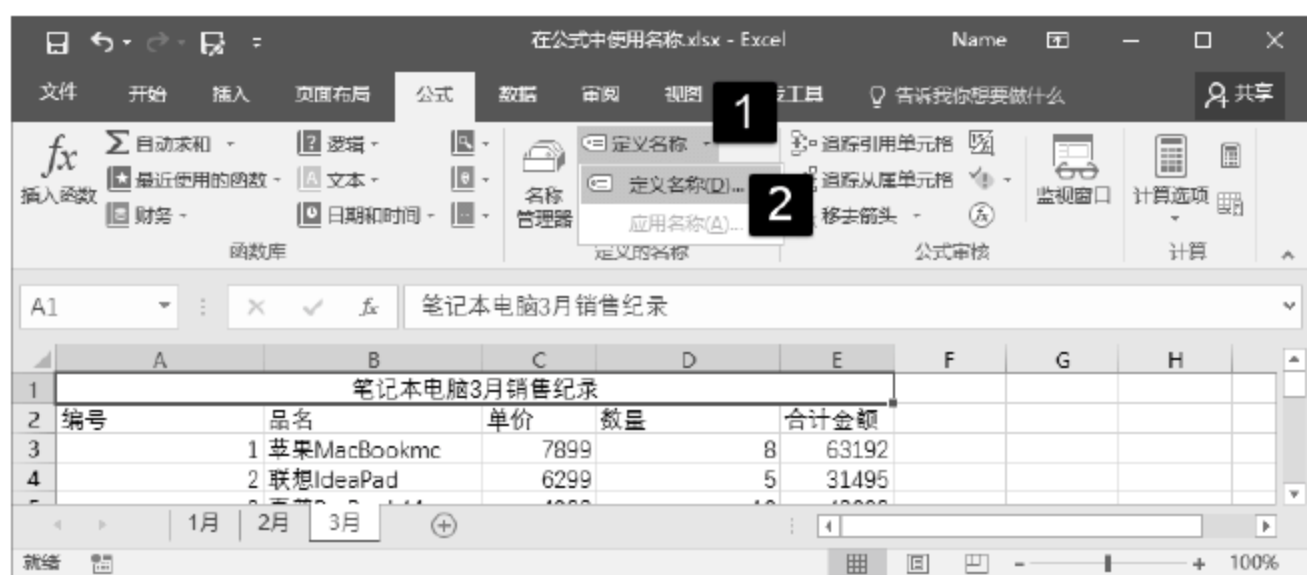 在公式中使用名称.xlsx - Excel Name
文件 开始 插入 页面布局 公式 数据 审阅 视图 工具 告诉我你想要做什么 共享
1
fx 插入函数
Σ 自动求和
最近使用的函数
财务
逻辑
文本
日期和时间
函数库
名称管理器
定义名称
定义名称(D)...
2
应用名称(A)...
定义的名称
追踪引用单元格
追踪从属单元格
移去箭头
公式审核
监视窗口
计算选项
计算
A1 fx 笔记本电脑3月销售纪录
A B C D E F G H
1 笔记本电脑3月销售纪录
2 编号 品名 单价 数量 合计金额
3 1 苹果MacBookmc 7899 8 63192
4 2 联想IdeaPad 6299 5 31495
1月 2月 3月
就绪 100%